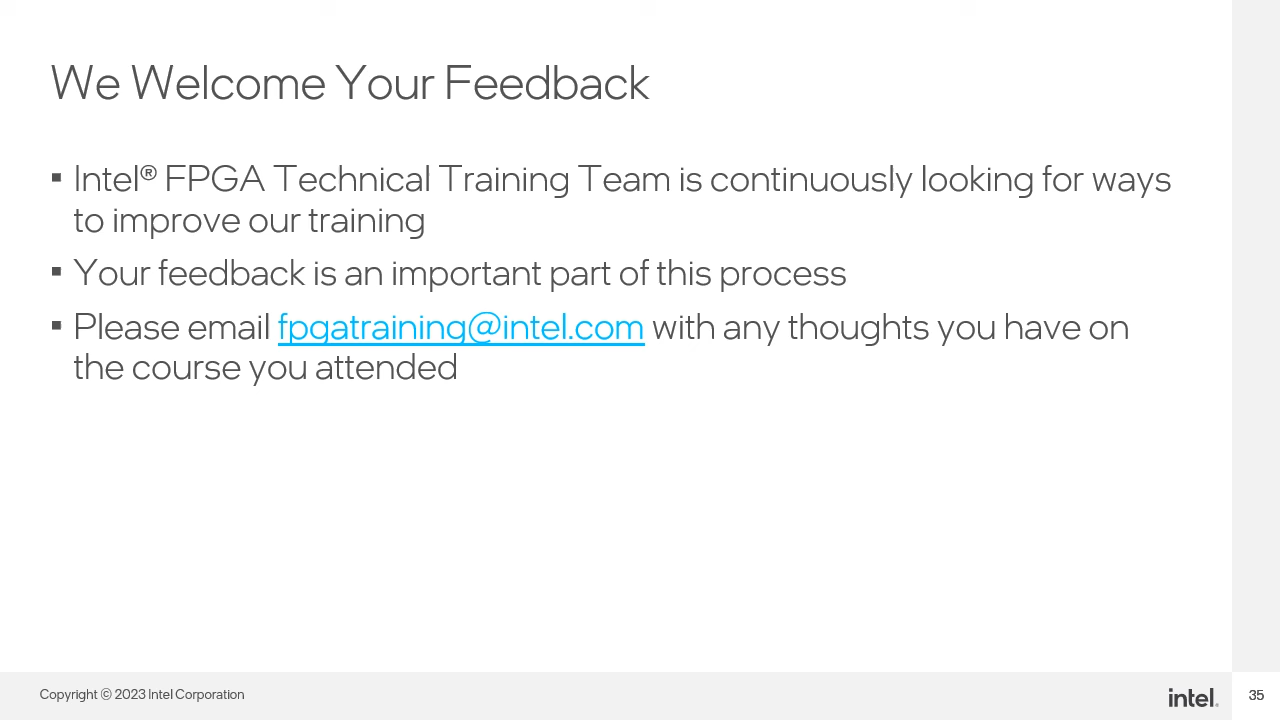 We Welcome Your Feedback
▪ Intel® FPGA Technical Training Team is continuously looking for ways
to improve our training
▪ Your feedback is an important part of this process
▪ Please email fpgatraining@intel.com with any thoughts you have on
the course you attended
Copyright © 2023 Intel Corporation
intel.
35